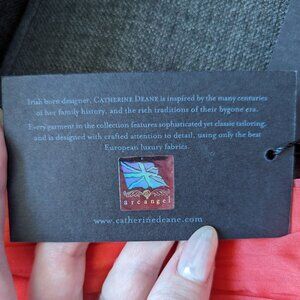 Irish born designer, CATHERINE DEANE is inspired by the many centuries
of her family history, and the rich traditions of their bygone era.
Every garment in the collection features sophisticated yet classic tailoring,
and is designed with crafted attention to detail, using only the best
European luxury fabrics.
arcangel
www.catherinedeane.com